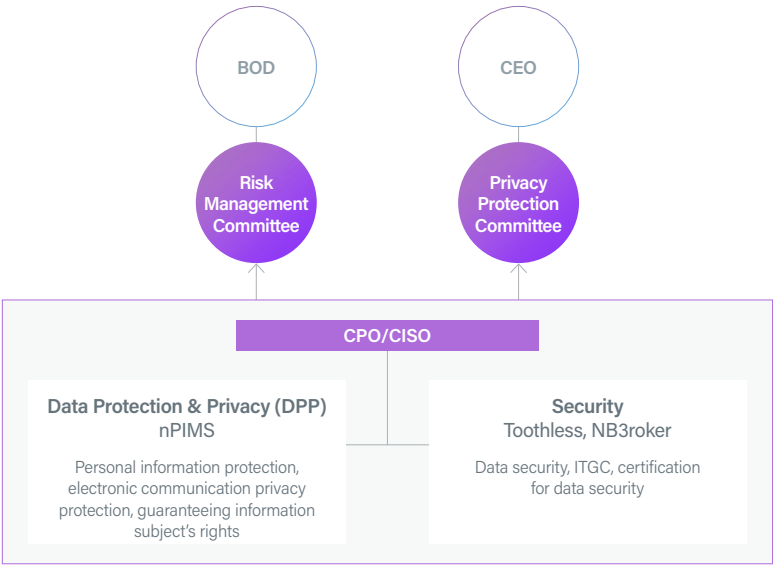 BOD
CEO
Risk
Management
Committee
Privacy
Protection
Committee
CPO/CISO
Data Protection & Privacy (DPP)
nPIMS
Personal information protection,
electronic communication privacy
protection, guaranteeing information
subject's rights
Security
Toothless, NB3roker
Data security, ITGC, certification
for data security